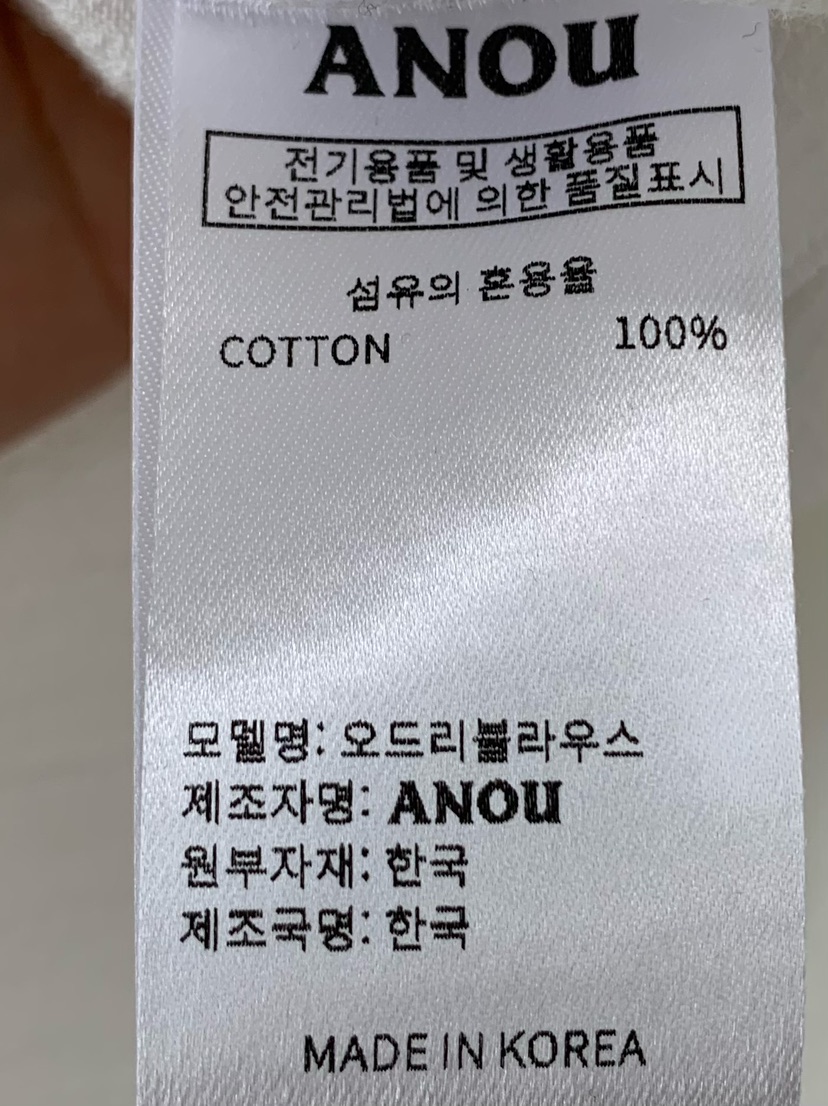 ANOU
전기용품 및 생활용품
안전관리법에 의한 품질표시
섬유의 혼용율
COTTON 100%
모델명: 오드리블라우스
제조자명: ANOU
원부자재: 한국
제조국명: 한국
MADE IN KOREA